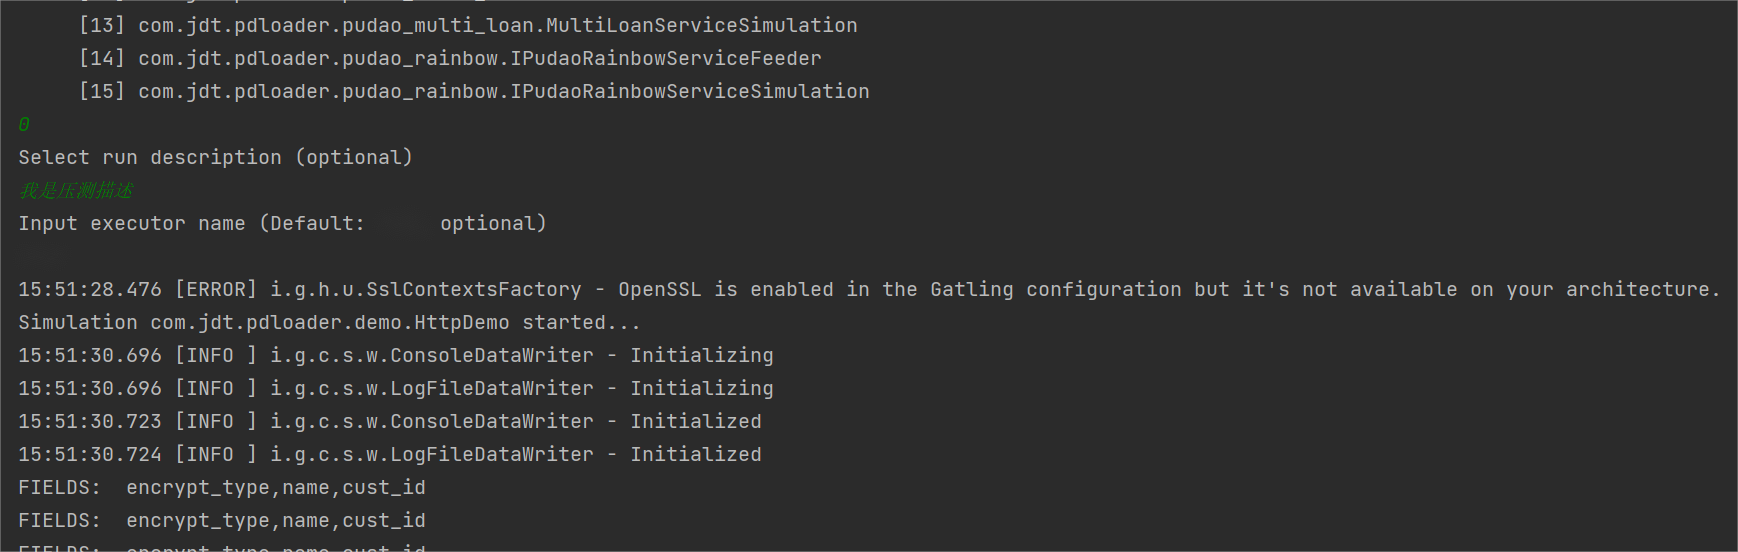 [13] com.jdt.pdloader.pudao_multi_loan.MultiLoanServiceSimulation
[14] com.jdt.pdloader.pudao_rainbow.IPudaoRainbowServiceFeeder
[15] com.jdt.pdloader.pudao_rainbow.IPudaoRainbowServiceSimulation
0
Select run description (optional)
我是压测描述
Input executor name (Default: optional)
15:51:28.476 [ERROR] i.g.h.u.SslContextsFactory - OpenSSL is enabled in the Gatling configuration but it's not available on your architecture.
Simulation com.jdt.pdloader.demo.HttpDemo started...
15:51:30.696 [INFO ] i.g.c.s.w.ConsoleDataWriter - Initializing
15:51:30.696 [INFO ] i.g.c.s.w.LogFileDataWriter - Initializing
15:51:30.723 [INFO ] i.g.c.s.w.ConsoleDataWriter - Initialized
15:51:30.724 [INFO ] i.g.c.s.w.LogFileDataWriter - Initialized
FIELDS:  encrypt_type,name,cust_id
FIELDS:  encrypt_type,name,cust_id
FIELDS:  encrypt_type,name,cust_id